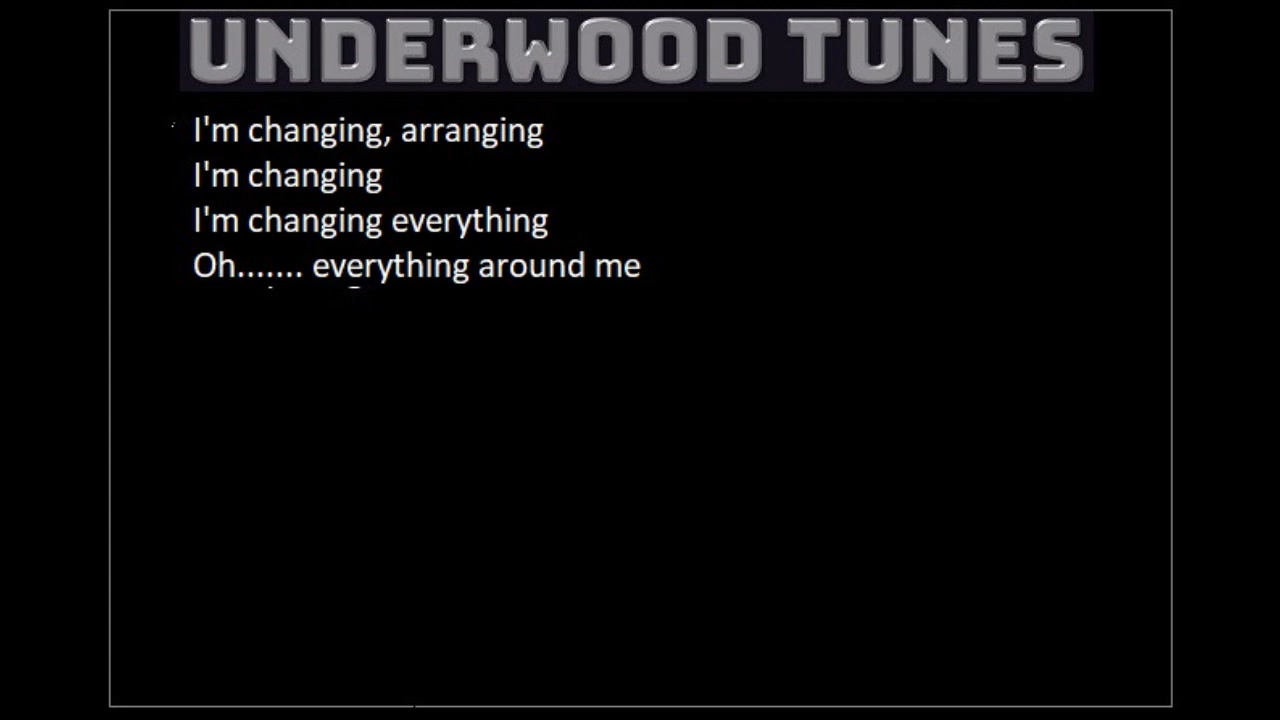 UNDERWOOD TUNES
I'm changing, arranging
I'm changing
I'm changing everything
Oh....... everything around me